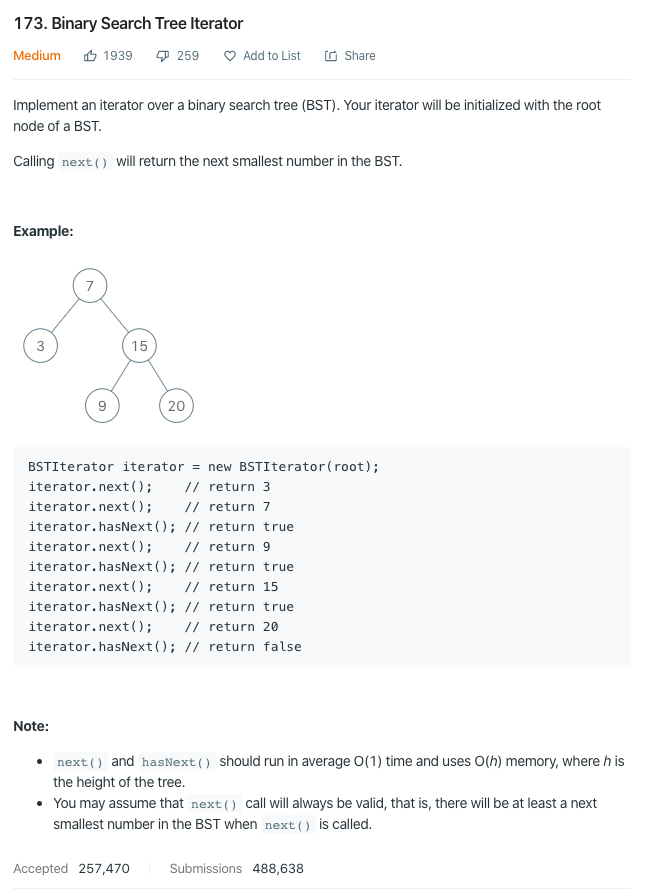 173. Binary Search Tree Iterator
Medium 1939 259 Add to List Share
Implement an iterator over a binary search tree (BST). Your iterator will be initialized with the root
node of a BST.
Calling next() will return the next smallest number in the BST.
Example:
7
3 15
9 20
BSTIterator iterator = new BSTIterator(root);
iterator.next();    // return 3
iterator.next();    // return 7
iterator.hasNext(); // return true
iterator.next();    // return 9
iterator.hasNext(); // return true
iterator.next();    // return 15
iterator.hasNext(); // return true
iterator.next();    // return 20
iterator.hasNext(); // return false
Note:
• next() and hasNext() should run in average O(1) time and uses O(h) memory, where h is
the height of the tree.
• You may assume that next() call will always be valid, that is, there will be at least a next
smallest number in the BST when next() is called.
Accepted 257,470 Submissions 488,638